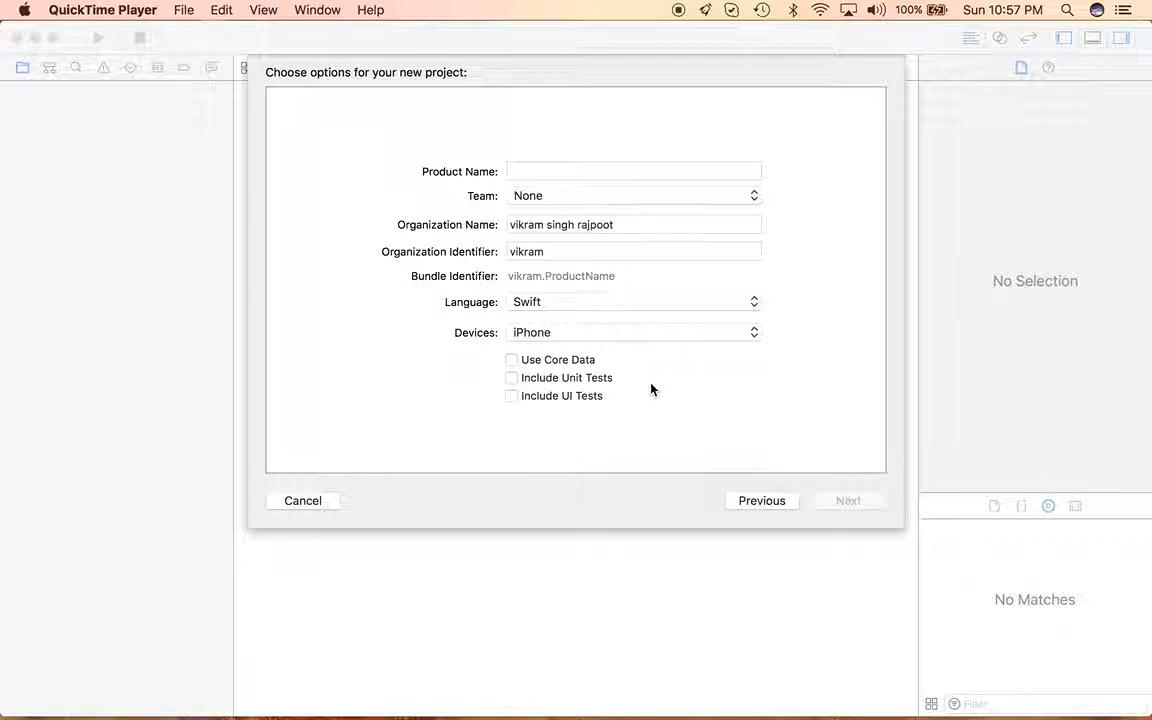 QuickTime Player File Edit View Window Help 100% Sun 10:57 PM
Choose options for your new project:
Product Name:
Team: None
Organization Name: vikram singh rajpoot
Organization Identifier: vikram
Bundle Identifier: vikram.ProductName
Language: Swift
Devices: iPhone
Use Core Data
Include Unit Tests
Include UI Tests
Cancel Previous Next
No Selection
No Matches
Filter